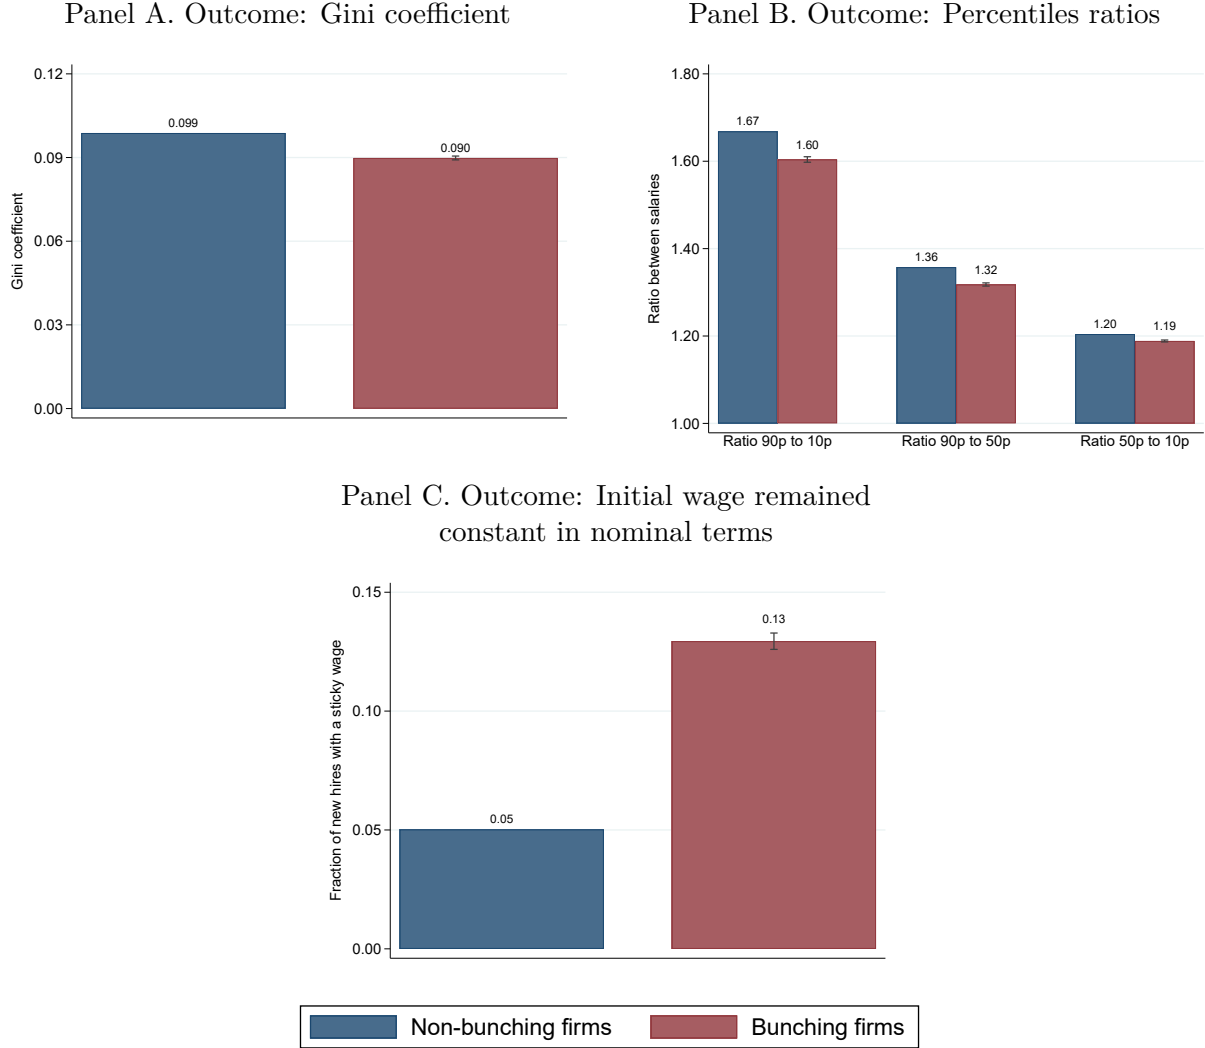 Panel A. Outcome: Gini coefficient
0.12
0.09
0.06
0.03
0.00
Gini coefficient
0.099
0.090
Panel B. Outcome: Percentiles ratios
1.80
1.60
1.40
1.20
1.00
Ratio between salaries
1.67
1.60
1.36
1.32
1.20
1.19
Ratio 90p to 10p
Ratio 90p to 50p
Ratio 50p to 10p
Panel C. Outcome: Initial wage remained
constant in nominal terms
0.15
0.10
0.05
0.00
Fraction of new hires with a sticky wage
0.05
0.13
Non-bunching firms
Bunching firms